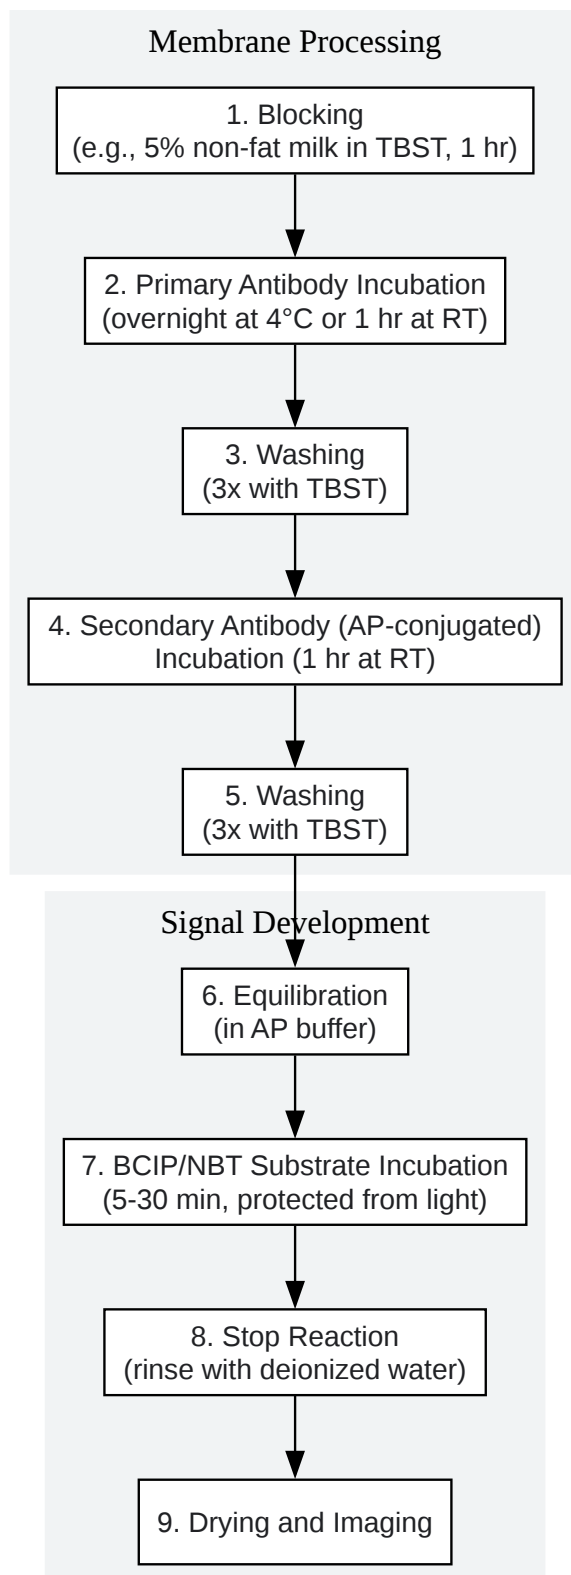 Membrane Processing
1. Blocking
(e.g., 5% non-fat milk in TBST, 1 hr)
2. Primary Antibody Incubation
(overnight at 4°C or 1 hr at RT)
3. Washing
(3x with TBST)
4. Secondary Antibody (AP-conjugated)
Incubation (1 hr at RT)
5. Washing
(3x with TBST)
Signal Development
6. Equilibration
(in AP buffer)
7. BCIP/NBT Substrate Incubation
(5-30 min, protected from light)
8. Stop Reaction
(rinse with deionized water)
9. Drying and Imaging